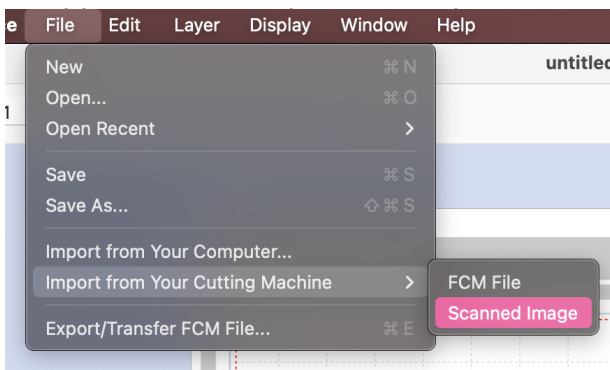 e File Edit Layer Display Window Help
untitled
1
New ⌘ N
Open... ⌘ O
Open Recent >
Save ⌘ S
Save As... ⇧ ⌘ S
Import from Your Computer...
Import from Your Cutting Machine >
FCM File
Scanned Image
Export/Transfer FCM File... ⌘ E